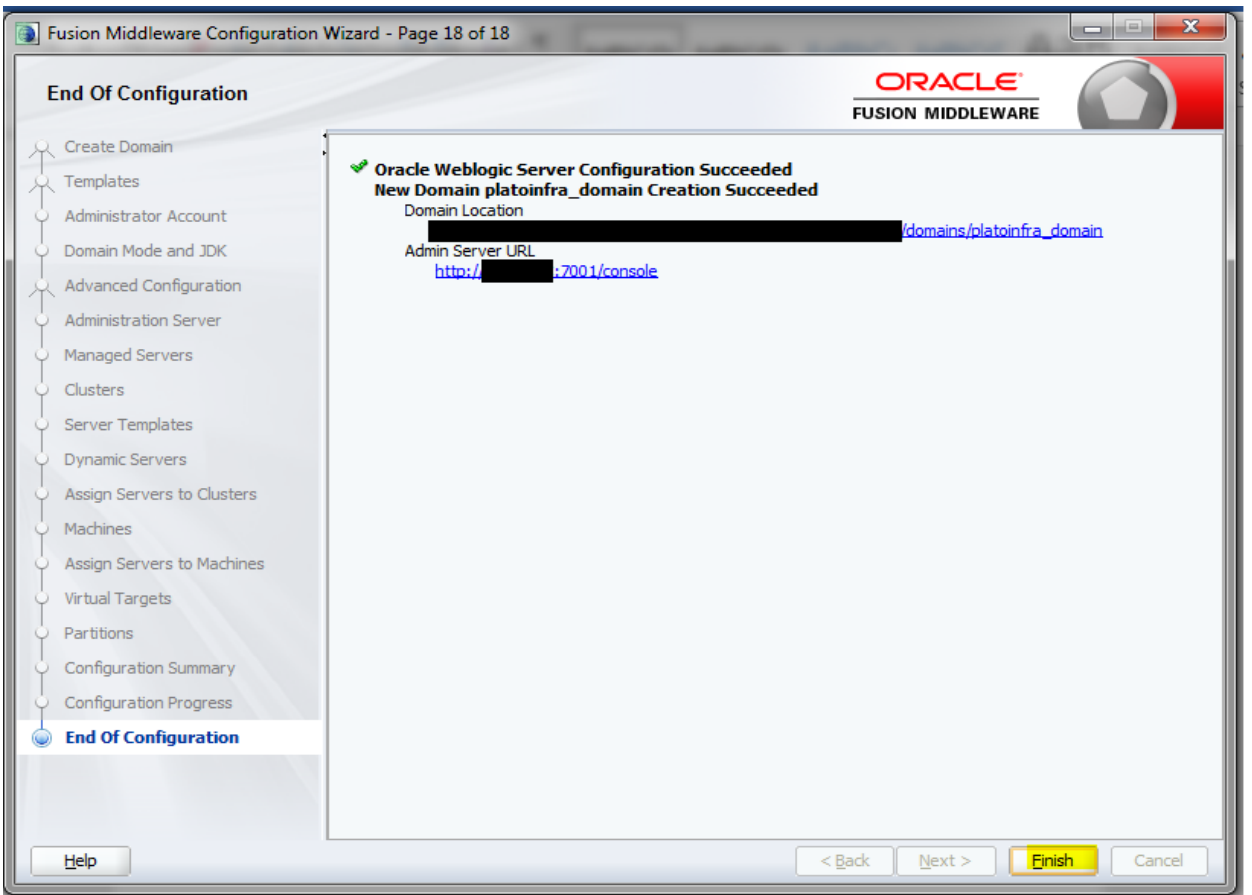 Fusion Middleware Configuration Wizard - Page 18 of 18
End Of Configuration
ORACLE
FUSION MIDDLEWARE
Create Domain
Templates
Administrator Account
Domain Mode and JDK
Advanced Configuration
Administration Server
Managed Servers
Clusters
Server Templates
Dynamic Servers
Assign Servers to Clusters
Machines
Assign Servers to Machines
Virtual Targets
Partitions
Configuration Summary
Configuration Progress
End Of Configuration
Oracle Weblogic Server Configuration Succeeded
New Domain platoinfra_domain Creation Succeeded
Domain Location
/domains/platoinfra_domain
Admin Server URL
http:// :7001/console
Help
< Back Next > Finish Cancel